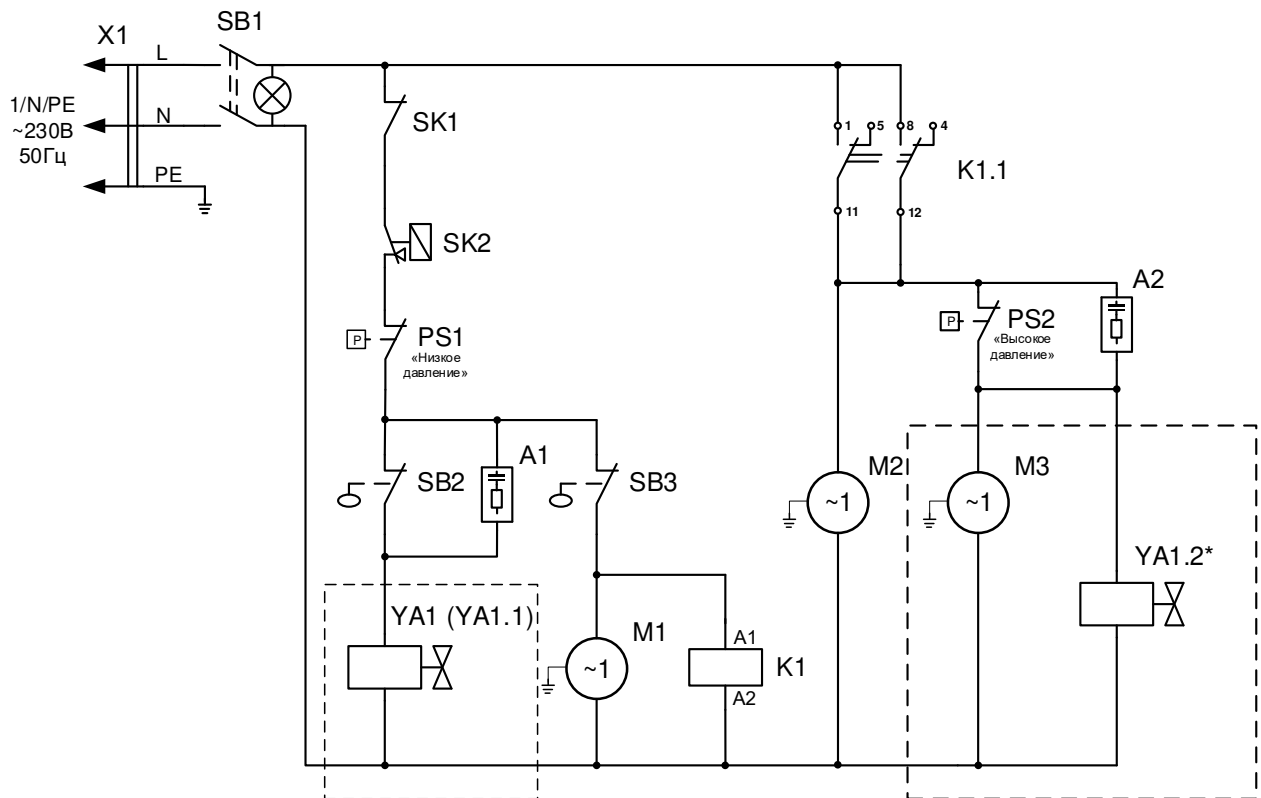 X1
SB1
L
1/N/PE
N
~230В
50Гц
PE
SK1
1
5
8
4
K1.1
11
12
SK2
A2
P
PS1
«Низкое
давление»
P
PS2
«Высокое
давление»
SB2
A1
SB3
M2
~1
M3
~1
YA1.2*
YA1 (YA1.1)
M1
~1
A1
K1
A2